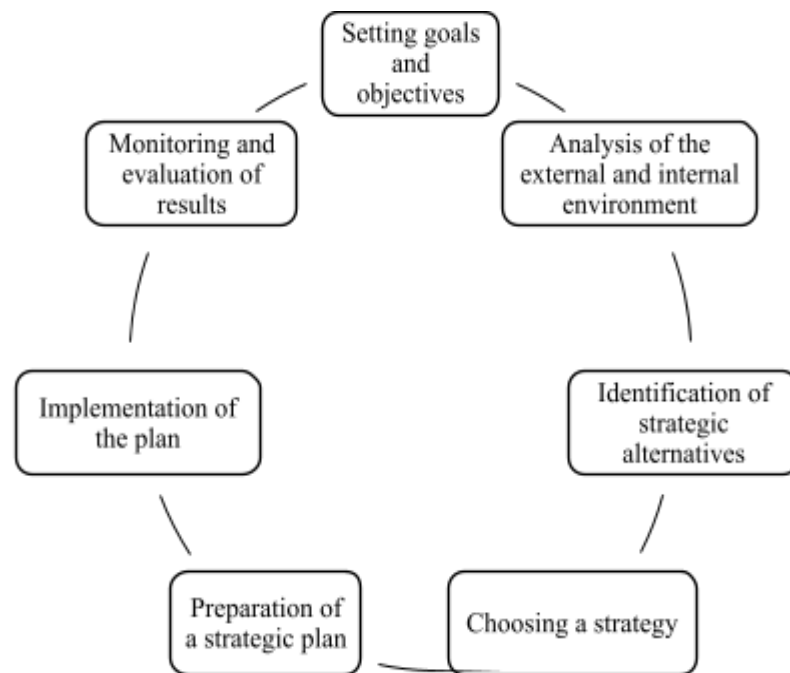 Setting goals
and
objectives
Analysis of the
external and internal
environment
Identification of
strategic
alternatives
Choosing a strategy
Preparation of
a strategic plan
Implementation of
the plan
Monitoring and
evaluation of
results